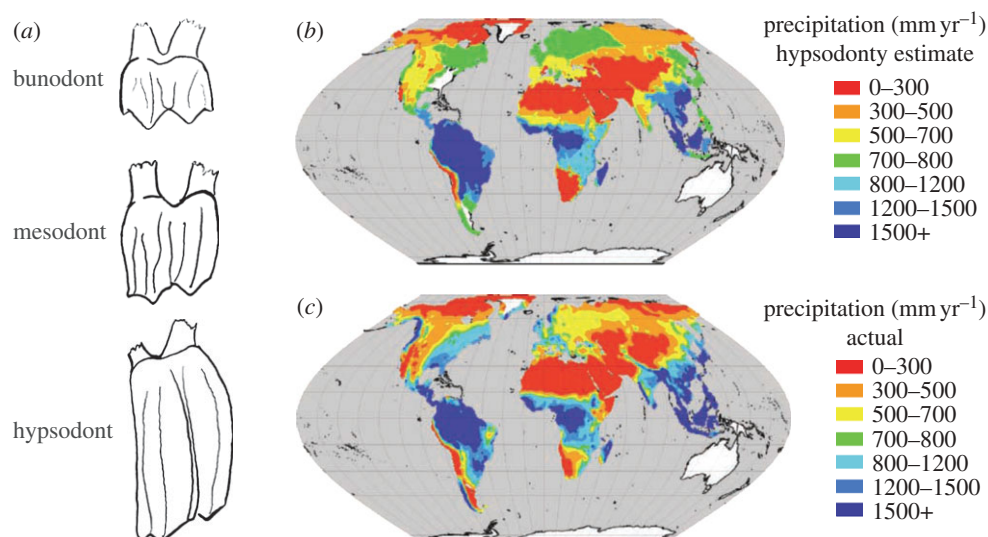 (a)
bunodont
mesodont
hypsodont
(b)
precipitation (mm yr–1)
hypsodonty estimate
0–300
300–500
500–700
700–800
800–1200
1200–1500
1500+
(c)
precipitation (mm yr–1)
actual
0–300
300–500
500–700
700–800
800–1200
1200–1500
1500+